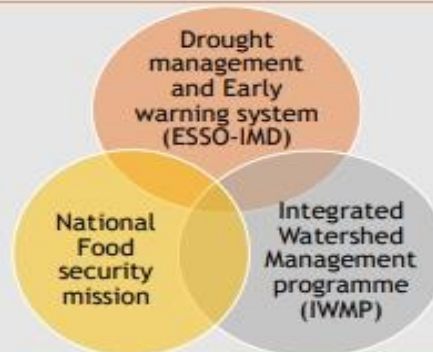 Drought
management
and Early
warning system
(ESSO-IMD)
National
Food
security
mission
Integrated
Watershed
Management
programme
(IWMP)